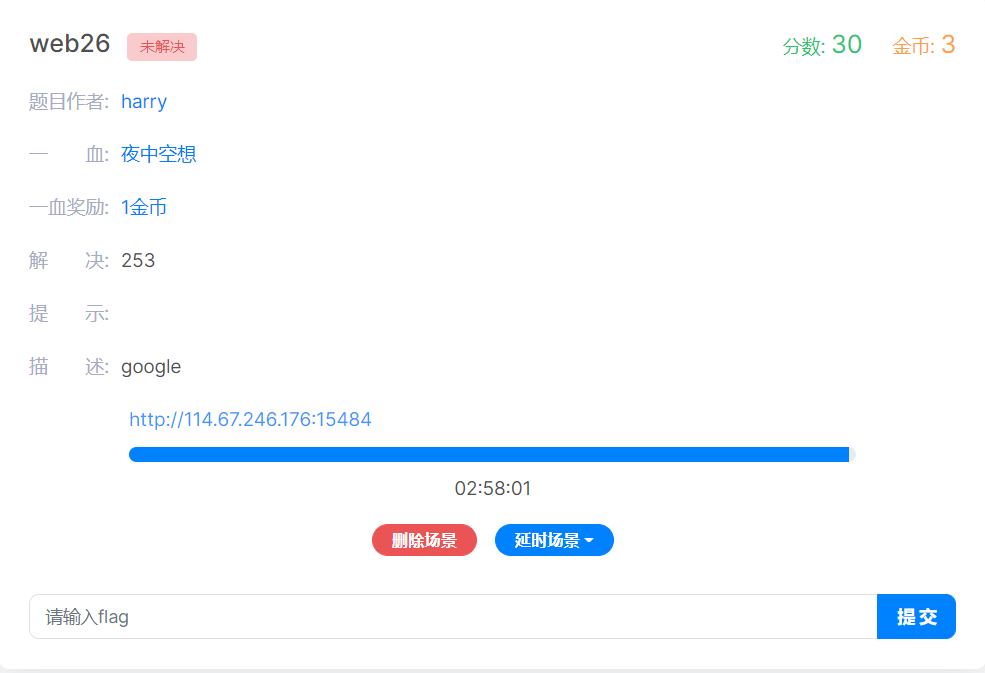 web26 未解决 分数: 30 金币: 3
题目作者: harry
一 血: 夜中空想
一血奖励: 1金币
解 决: 253
提 示:
描 述: google
http://114.67.246.176:15484
02:58:01
删除场景 延时场景
请输入flag 提交